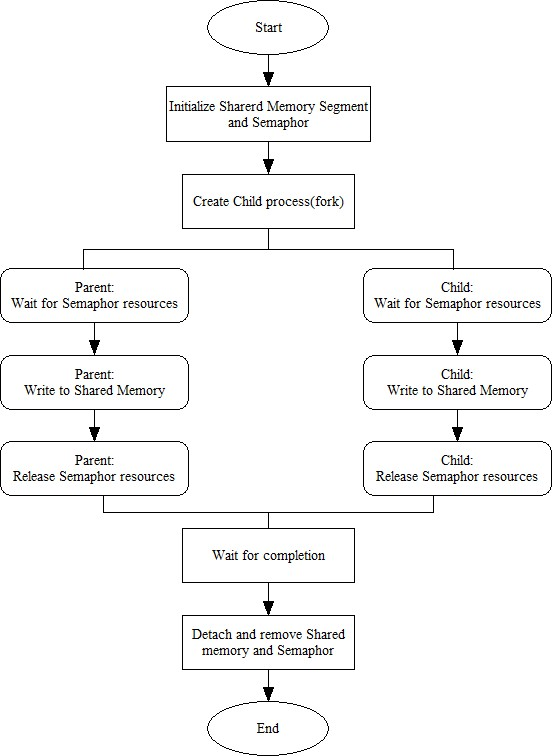 Start
Initialize Sharerd Memory Segment
and Semaphor
Create Child process(fork)
Parent:
Wait for Semaphor resources
Child:
Wait for Semaphor resources
Parent:
Write to Shared Memory
Child:
Write to Shared Memory
Parent:
Release Semaphor resources
Child:
Release Semaphor resources
Wait for completion
Detach and remove Shared
memory and Semaphor
End